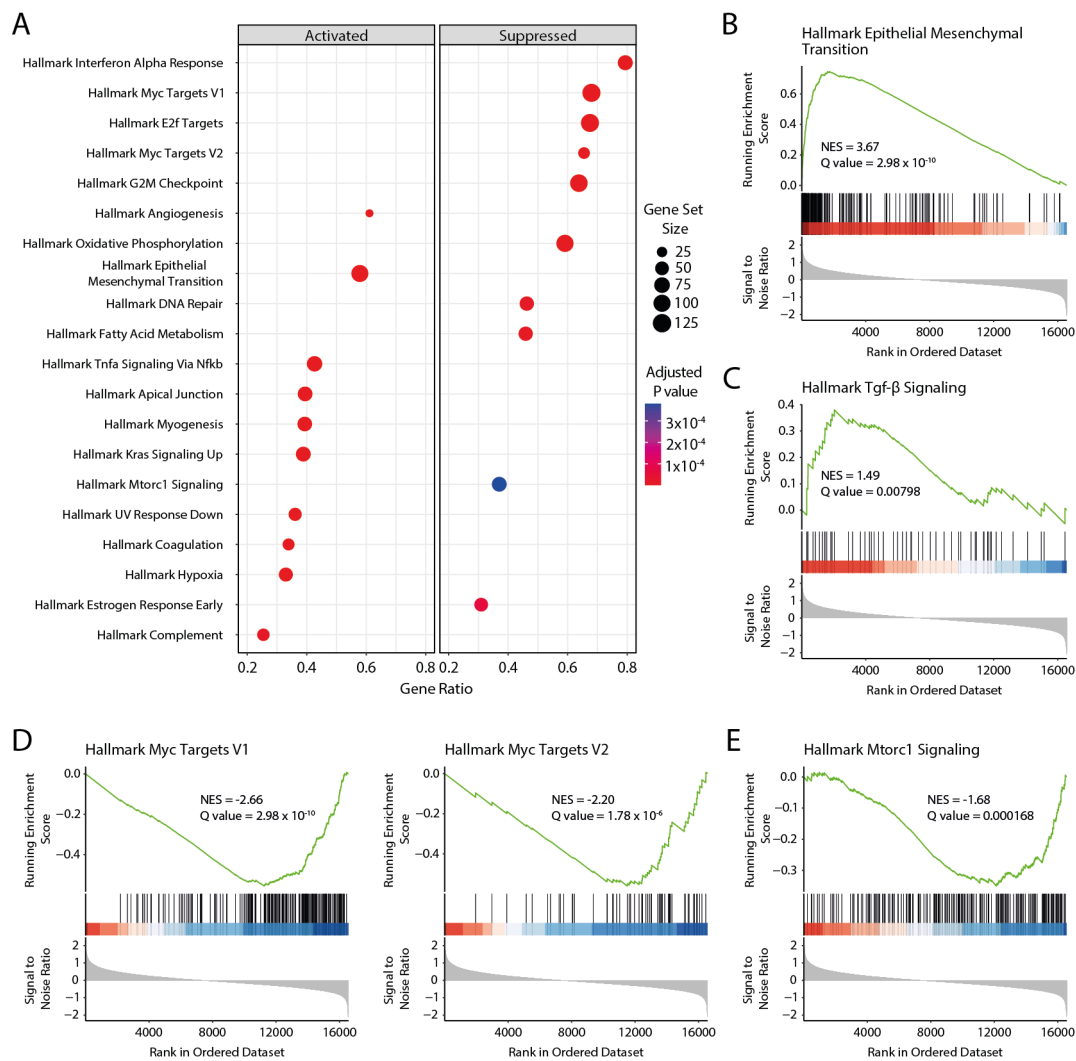 A
Activated
Suppressed
Hallmark Interferon Alpha Response
Hallmark Myc Targets V1
Hallmark E2f Targets
Hallmark Myc Targets V2
Hallmark G2M Checkpoint
Hallmark Angiogenesis
Hallmark Oxidative Phosphorylation
Hallmark Epithelial
Mesenchymal Transition
Hallmark DNA Repair
Hallmark Fatty Acid Metabolism
Hallmark Tnfa Signaling Via Nfkb
Hallmark Apical Junction
Hallmark Myogenesis
Hallmark Kras Signaling Up
Hallmark Mtorc1 Signaling
Hallmark UV Response Down
Hallmark Coagulation
Hallmark Hypoxia
Hallmark Estrogen Response Early
Hallmark Complement
0.2 0.4 0.6 0.8 0.2 0.4 0.6 0.8
Gene Ratio
Gene Set
Size
25
50
75
100
125
Adjusted
P value
3x10⁻⁴
2x10⁻⁴
1x10⁻⁴
B
Hallmark Epithelial Mesenchymal
Transition
Running Enrichment
Score
0.6
0.4
0.2
0.0
NES = 3.67
Q value = 2.98 x 10⁻¹⁰
Signal to
Noise Ratio
2
1
0
−1
−2
4000 8000 12000 16000
Rank in Ordered Dataset
C
Hallmark Tgf-β Signaling
Running Enrichment
Score
0.4
0.3
0.2
0.1
0.0
NES = 1.49
Q value = 0.00798
Signal to
Noise Ratio
2
1
0
−1
−2
4000 8000 12000 16000
Rank in Ordered Dataset
D
Hallmark Myc Targets V1
Running Enrichment
Score
0.0
−0.2
−0.4
NES = -2.66
Q value = 2.98 x 10⁻¹⁰
Signal to
Noise Ratio
2
1
0
−1
−2
4000 8000 12000 16000
Rank in Ordered Dataset
Hallmark Myc Targets V2
Running Enrichment
Score
0.0
−0.2
−0.4
NES = -2.20
Q value = 1.78 x 10⁻⁶
Signal to
Noise Ratio
2
1
0
−1
−2
4000 8000 12000 16000
Rank in Ordered Dataset
E
Hallmark Mtorc1 Signaling
Running Enrichment
Score
0.0
−0.1
−0.2
−0.3
NES = -1.68
Q value = 0.000168
Signal to
Noise Ratio
2
1
0
−1
−2
4000 8000 12000 16000
Rank in Ordered Dataset